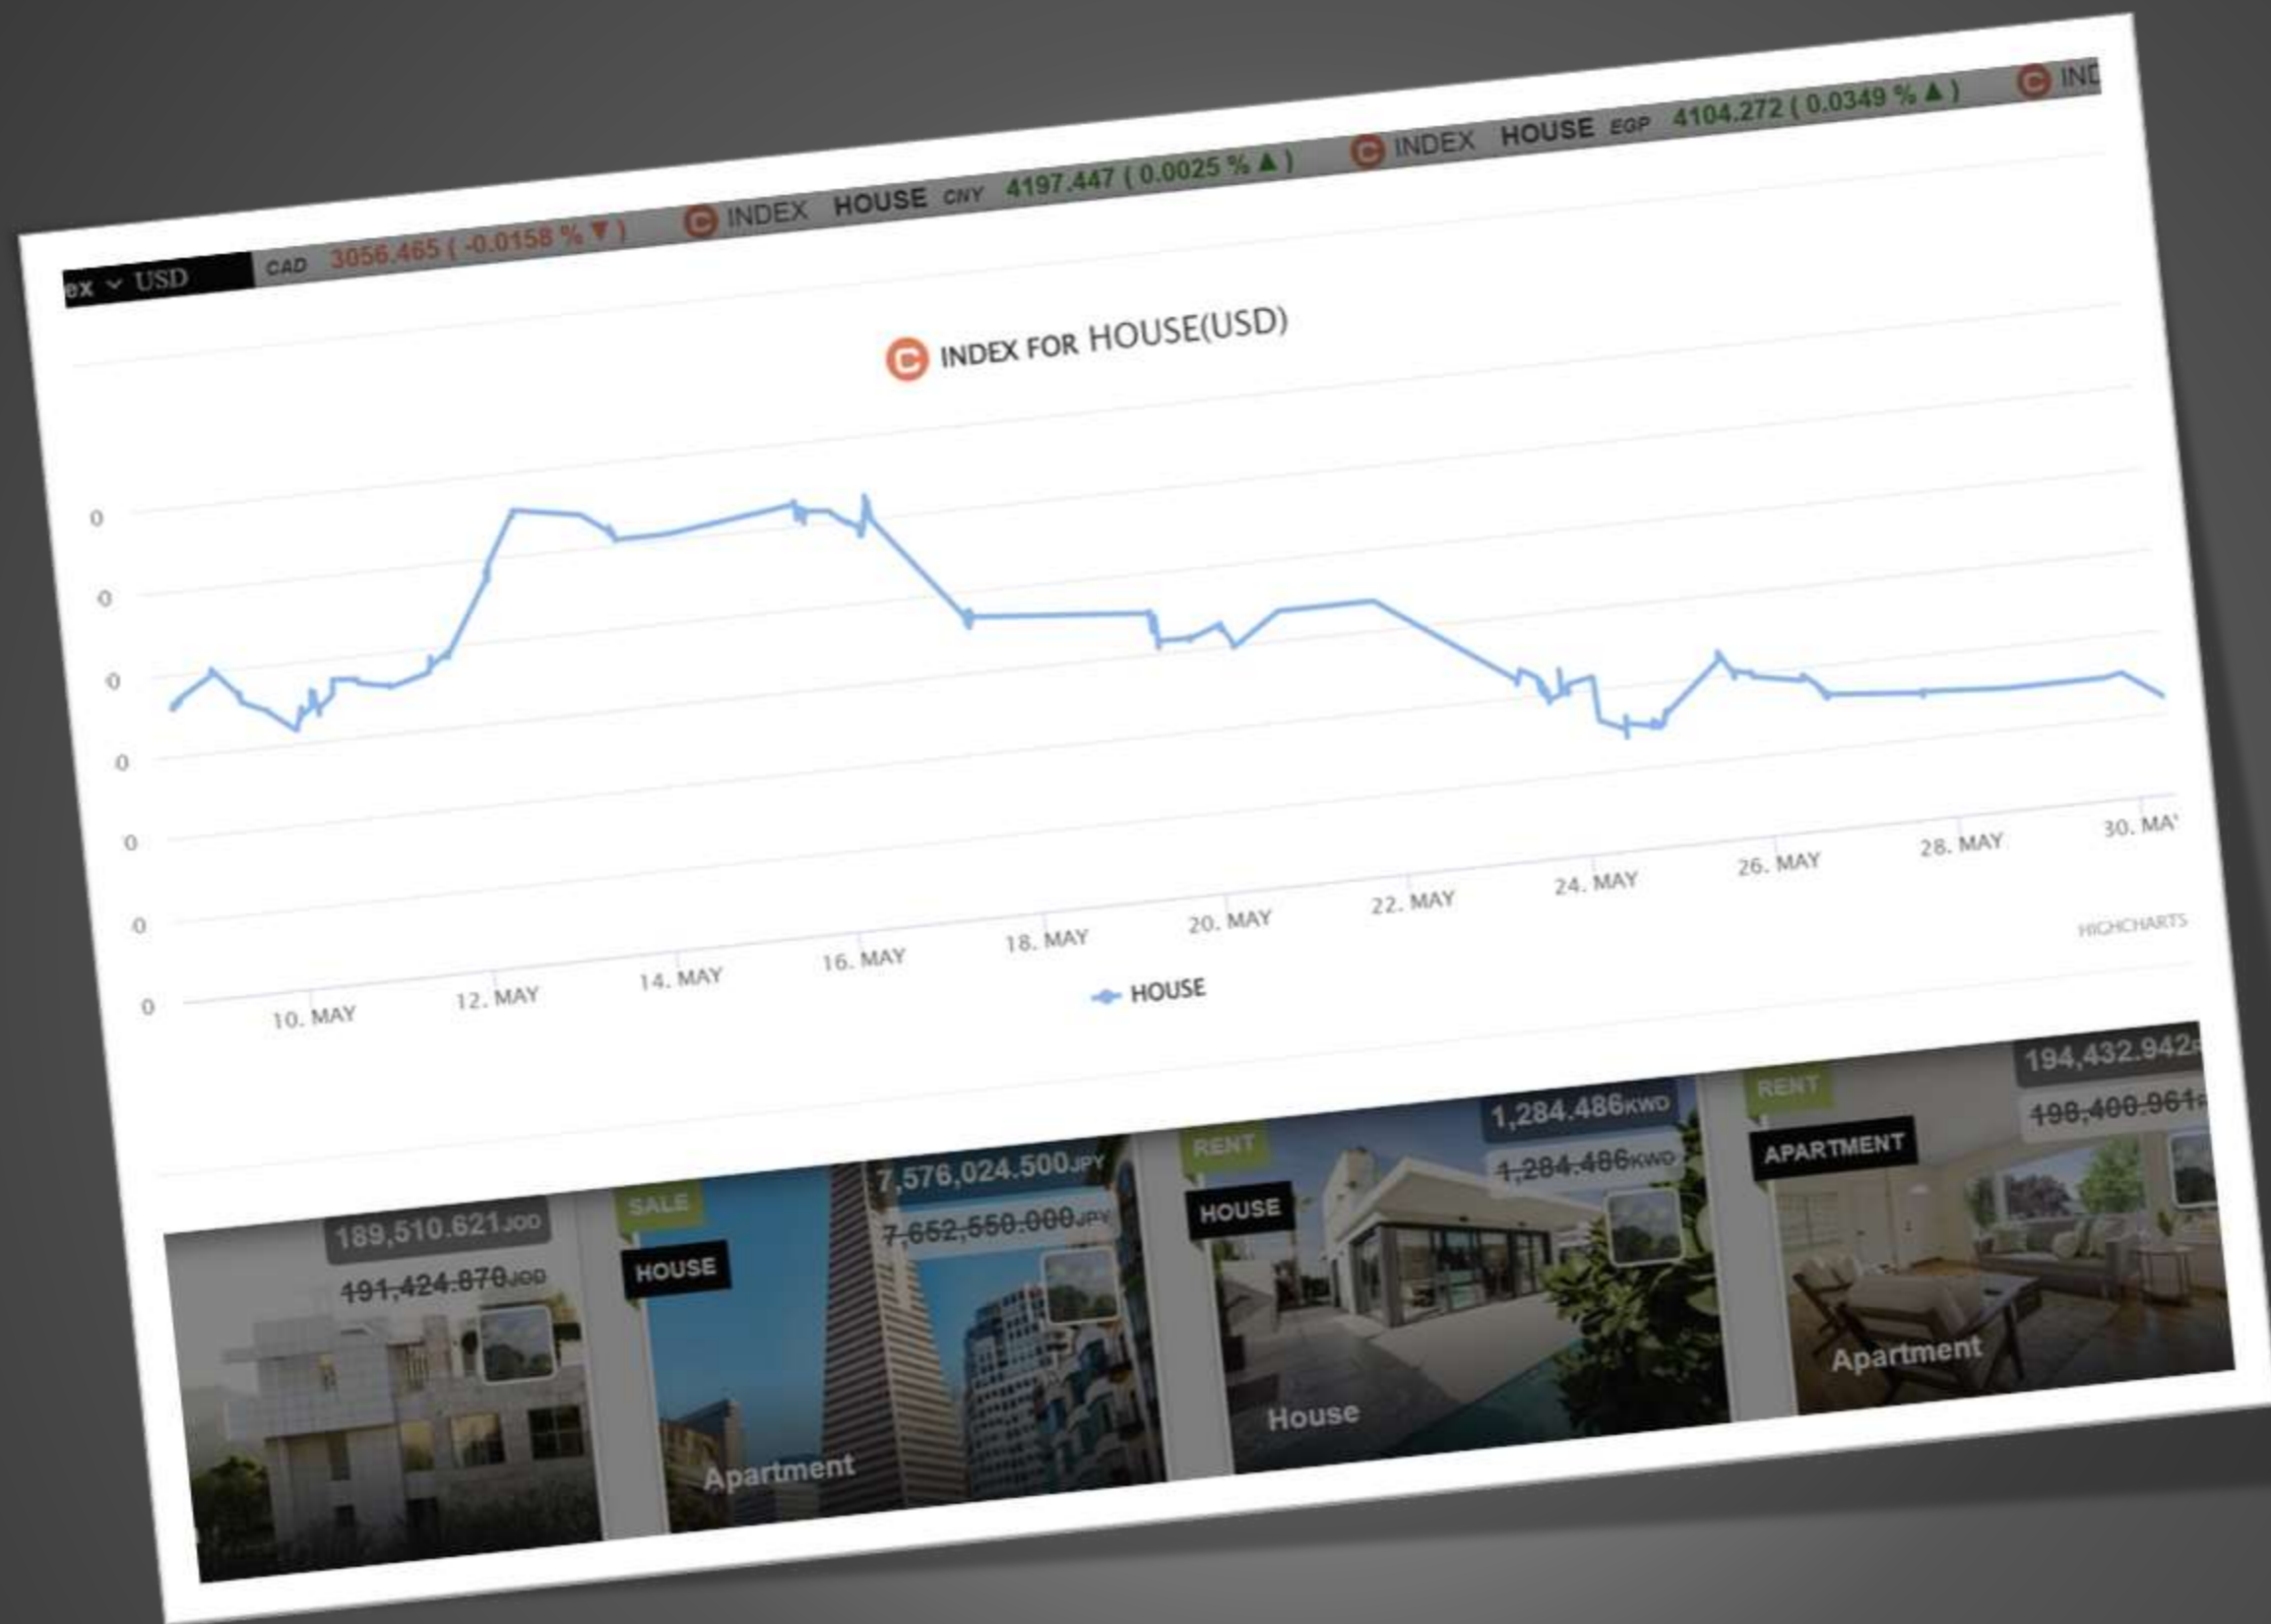 ex USD
CAD 3056.465 ( -0.0158 % ▼ ) C INDEX HOUSE CNY 4197.447 ( 0.0025 % ▲ ) C INDEX HOUSE EGP 4104.272 ( 0.0349 % ▲ ) C IND
C INDEX FOR HOUSE(USD)
0
0
0
0
0
0
0
10. MAY 12. MAY 14. MAY 16. MAY 18. MAY 20. MAY 22. MAY 24. MAY 26. MAY 28. MAY 30. MA
HIGHCHARTS
HOUSE
189,510.621JOD
191,424.870JOD
SALE
7,576,024.500JPY
7,652,550.000JPY
HOUSE
Apartment
RENT
1,284.486KWD
1,284.486KWD
HOUSE
House
RENT
194,432.942
198,400.961
APARTMENT
Apartment